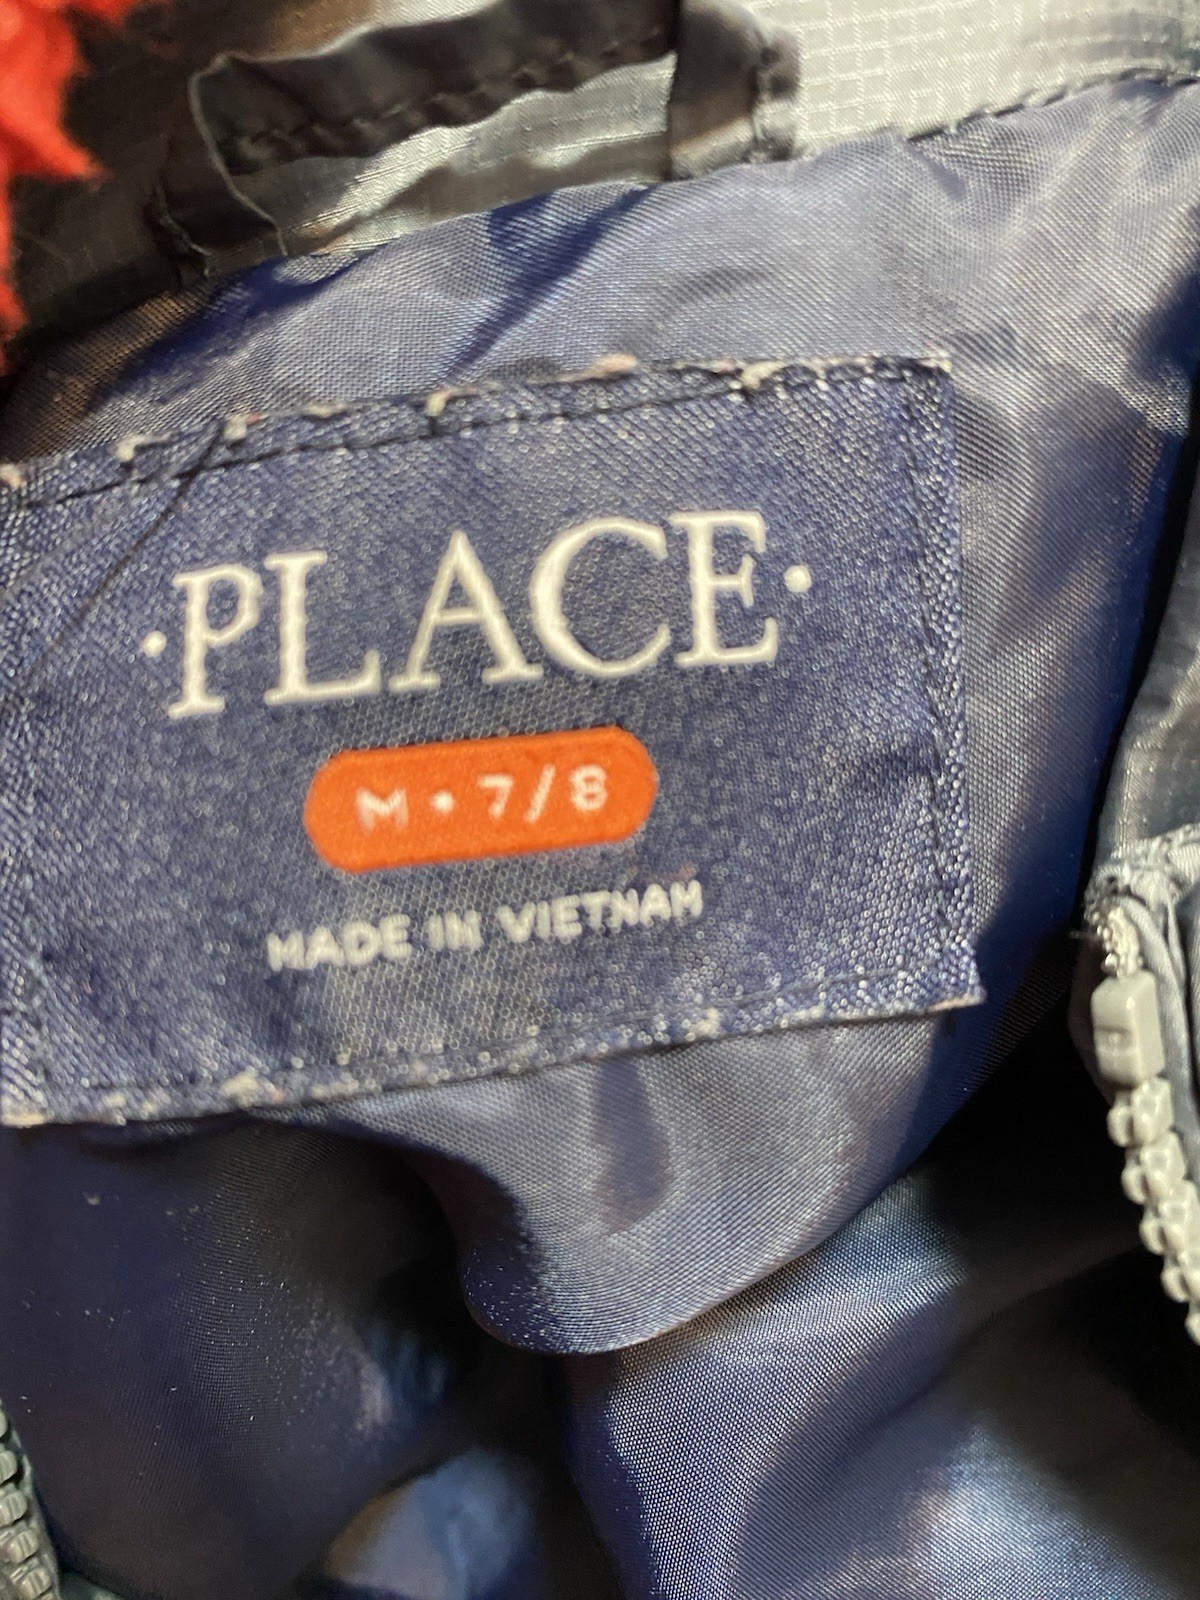 ·PLACE·
M • 7/8
MADE IN VIETNAM